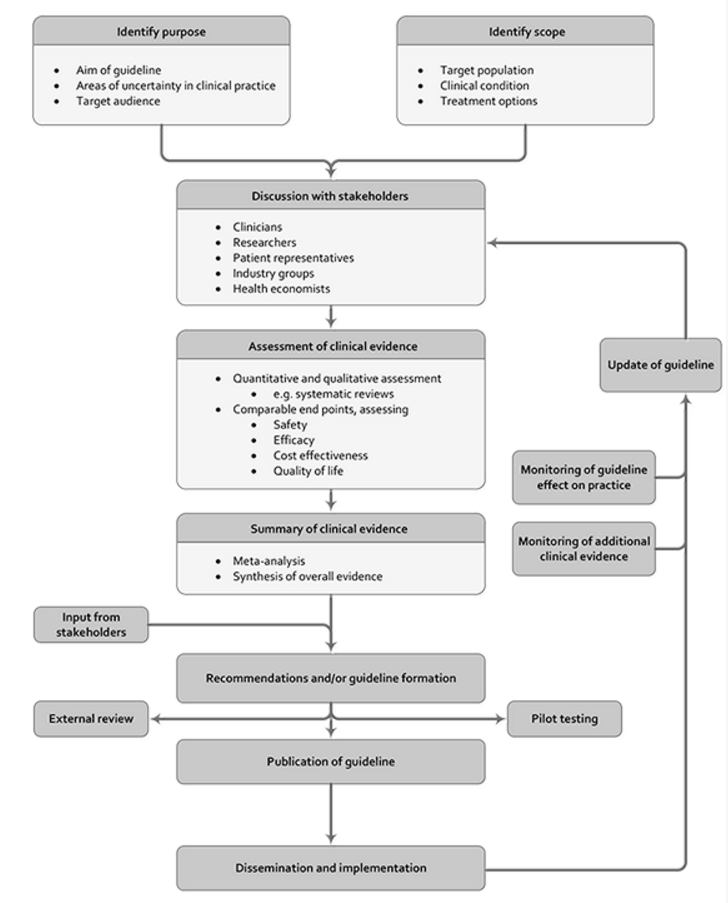 Identify purpose
• Aim of guideline
• Areas of uncertainty in clinical practice
• Target audience
Identify scope
• Target population
• Clinical condition
• Treatment options
Discussion with stakeholders
• Clinicians
• Researchers
• Patient representatives
• Industry groups
• Health economists
Assessment of clinical evidence
• Quantitative and qualitative assessment
• e.g. systematic reviews
• Comparable end points, assessing
• Safety
• Efficacy
• Cost effectiveness
• Quality of life
Update of guideline
Monitoring of guideline
effect on practice
Monitoring of additional
clinical evidence
Summary of clinical evidence
• Meta-analysis
• Synthesis of overall evidence
Input from
stakeholders
Recommendations and/or guideline formation
External review
Pilot testing
Publication of guideline
Dissemination and implementation